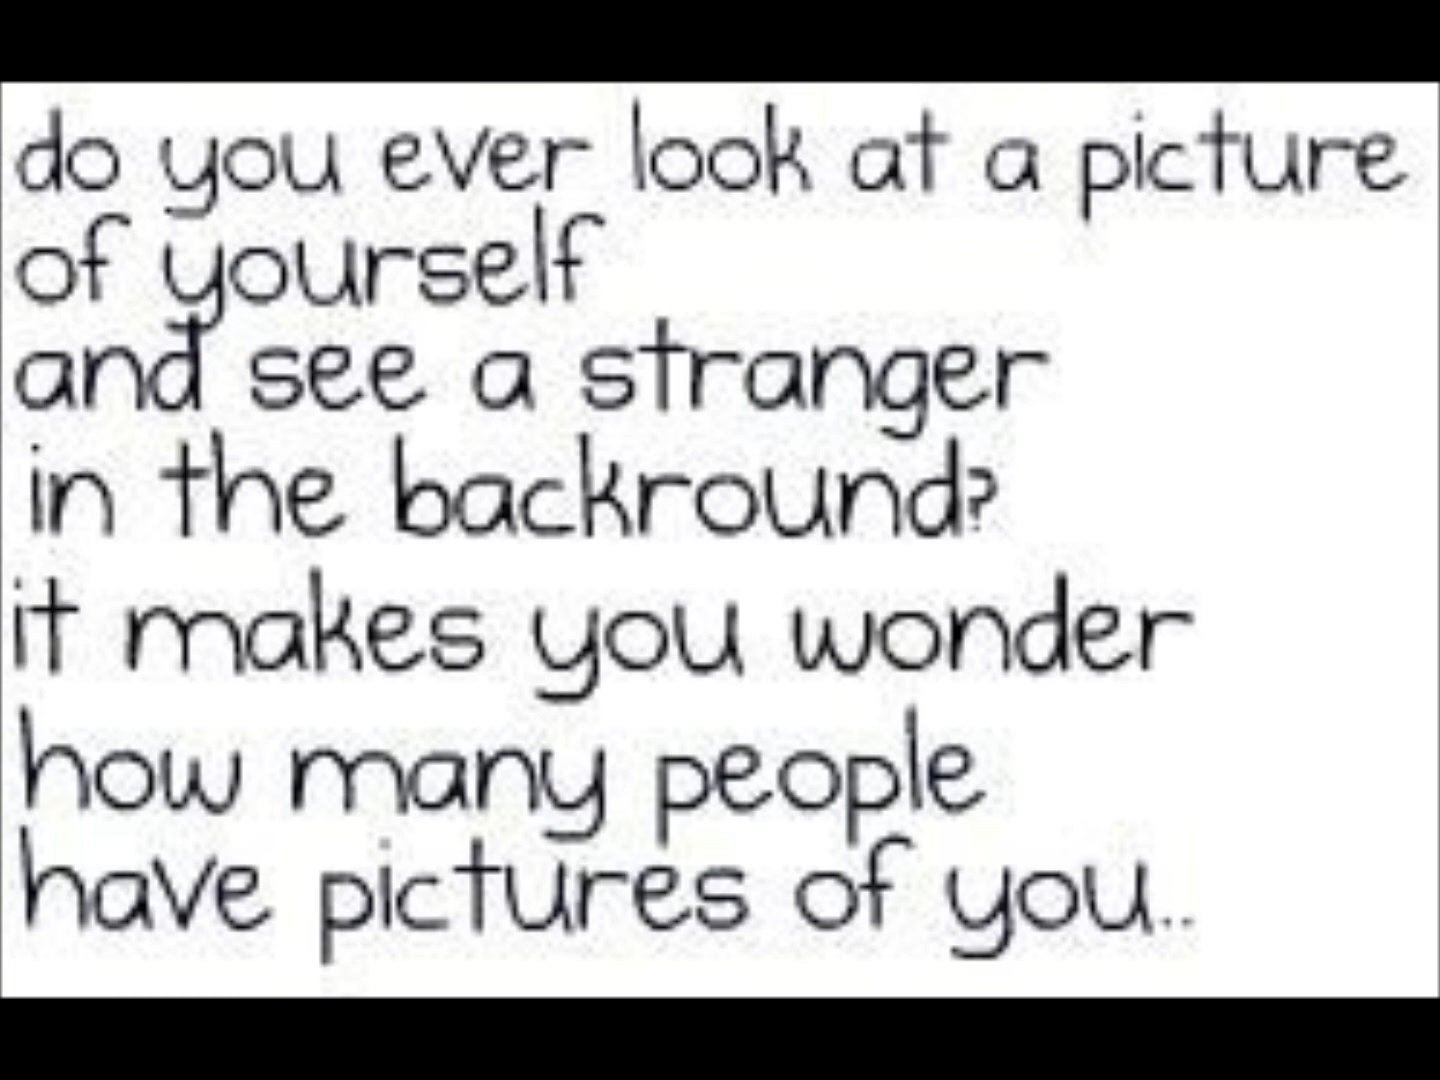 do you ever look at a picture
of yourself
and see a stranger
in the backround?
it makes you wonder
how many people
have pictures of you..